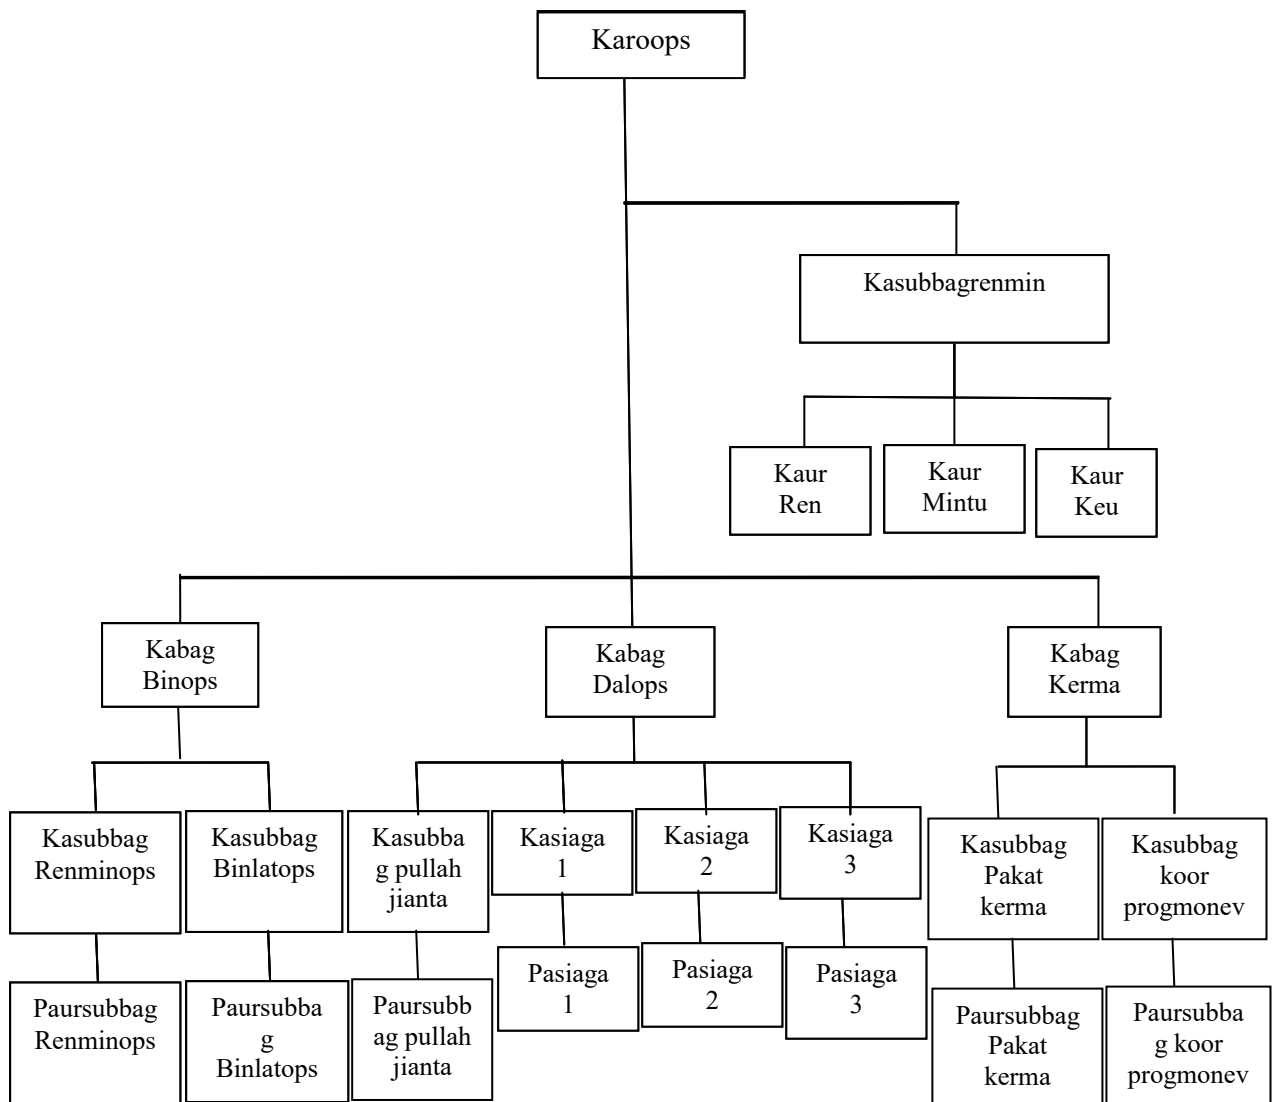 Karoops
Kasubbagrenmin
Kaur
Ren
Kaur
Mintu
Kaur
Keu
Kabag
Binops
Kabag
Dalops
Kabag
Kerma
Kasubbag
Renminops
Kasubbag
Binlatops
Kasubba
g pullah
jianta
Kasiaga
1
Kasiaga
2
Kasiaga
3
Kasubbag
Pakat
kerma
Kasubbag
koor
progmonev
Paursubbag
Renminops
Paursubba
g
Binlatops
Paursubb
ag pullah
jianta
Pasiaga
1
Pasiaga
2
Pasiaga
3
Paursubbag
Pakat
kerma
Paursubba
g koor
progmonev